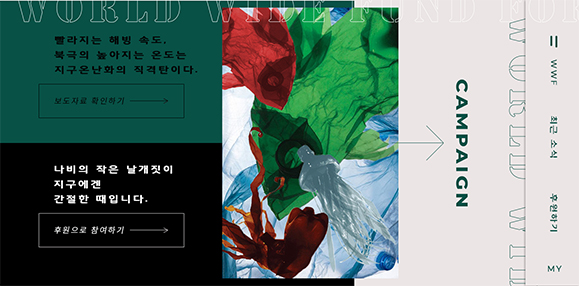 WORLD WIDE FUND FOR
빨라지는 해빙 속도,
북극의 높아지는 온도는
지구온난화의 직격탄이다.
보도자료 확인하기
나비의 작은 날개짓이
지구에겐
간절한 때입니다.
후원으로 참여하기
CAMPAIGN
WORLD WID
WWF
최근 소식
후원하기
MY